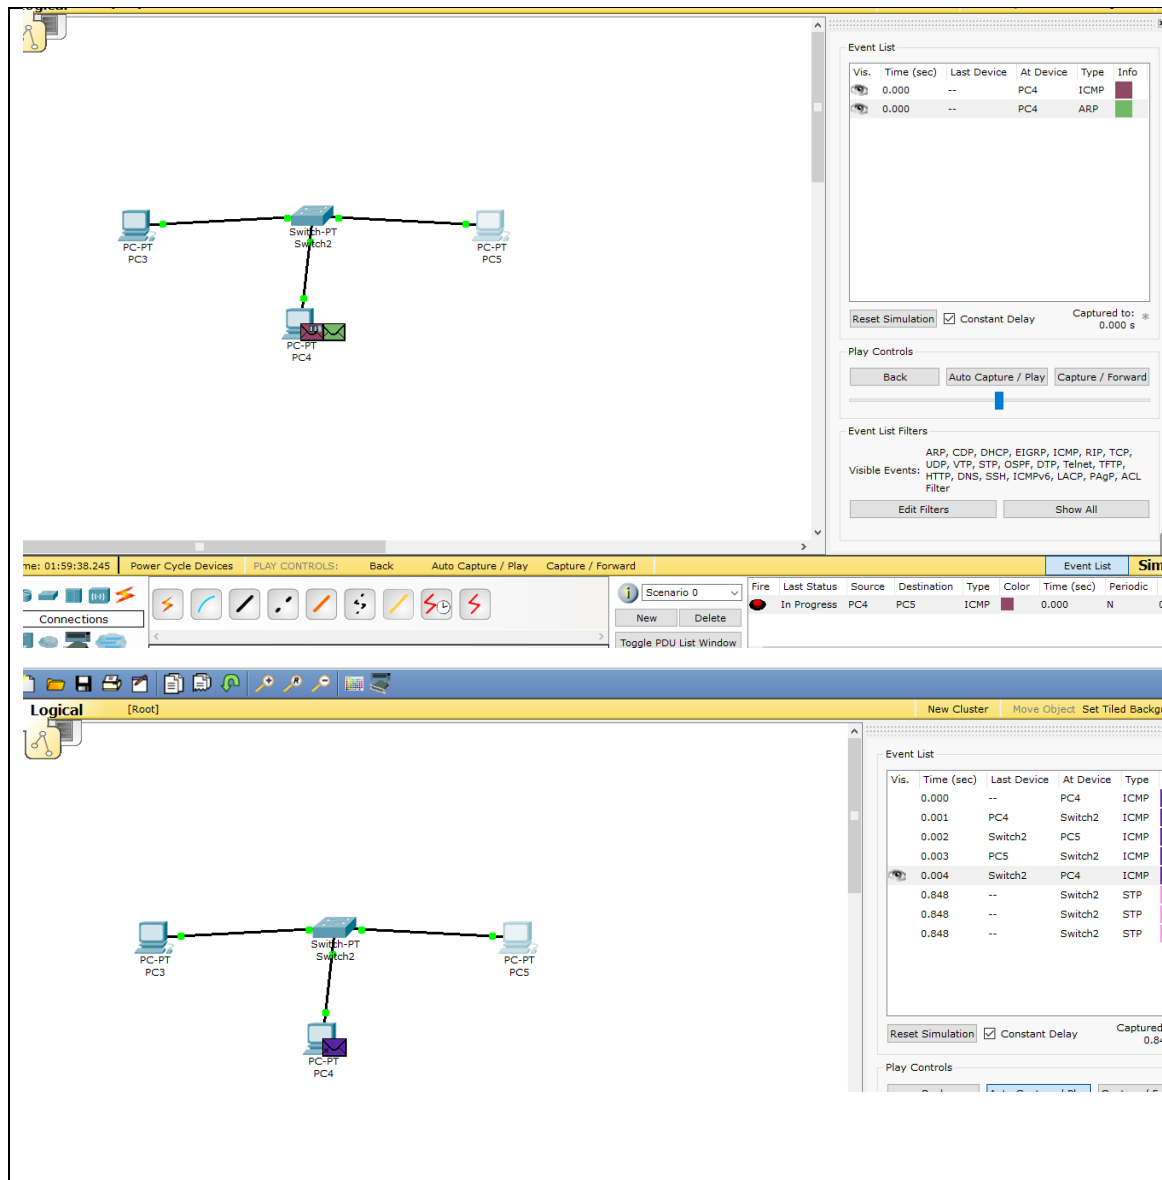 Event List
Vis. Time (sec) Last Device At Device Type Info
0.000 -- PC4 ICMP
0.000 -- PC4 ARP
PC-PT
PC3
Switch-PT
Switch2
PC-PT
PC5
PC-PT
PC4
Reset Simulation Constant Delay Captured to: *
0.000 s
Play Controls
Back Auto Capture / Play Capture / Forward
Event List Filters
Visible Events: ARP, CDP, DHCP, EIGRP, ICMP, RIP, TCP,
UDP, VTP, STP, OSPF, DTP, Telnet, TFTP,
HTTP, DNS, SSH, ICMPv6, LACP, PAgP, ACL
Filter
Edit Filters Show All
me: 01:59:38.245 Power Cycle Devices PLAY CONTROLS: Back Auto Capture / Play Capture / Forward Event List Sim
Connections
Scenario 0
New Delete
Toggle PDU List Window
Fire Last Status Source Destination Type Color Time (sec) Periodic
In Progress PC4 PC5 ICMP 0.000 N
Logical [Root] New Cluster Move Object Set Tiled Backg
Event List
Vis. Time (sec) Last Device At Device Type
0.000 -- PC4 ICMP
0.001 PC4 Switch2 ICMP
0.002 Switch2 PC5 ICMP
0.003 PC5 Switch2 ICMP
0.004 Switch2 PC4 ICMP
0.848 -- Switch2 STP
0.848 -- Switch2 STP
0.848 -- Switch2 STP
PC-PT
PC3
Switch-PT
Switch2
PC-PT
PC5
PC-PT
PC4
Reset Simulation Constant Delay Captured
0.84
Play Controls